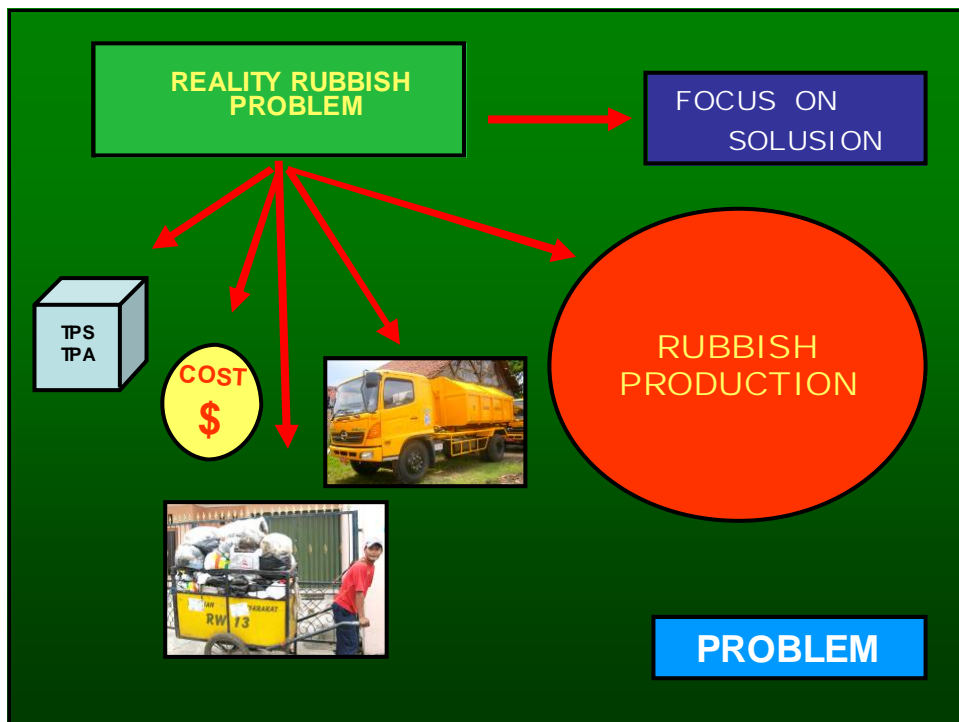 REALITY RUBBISH
PROBLEM
FOCUS ON
SOLUSION
TPS
TPA
COST
$
RUBBISH
PRODUCTION
RW 13
PROBLEM